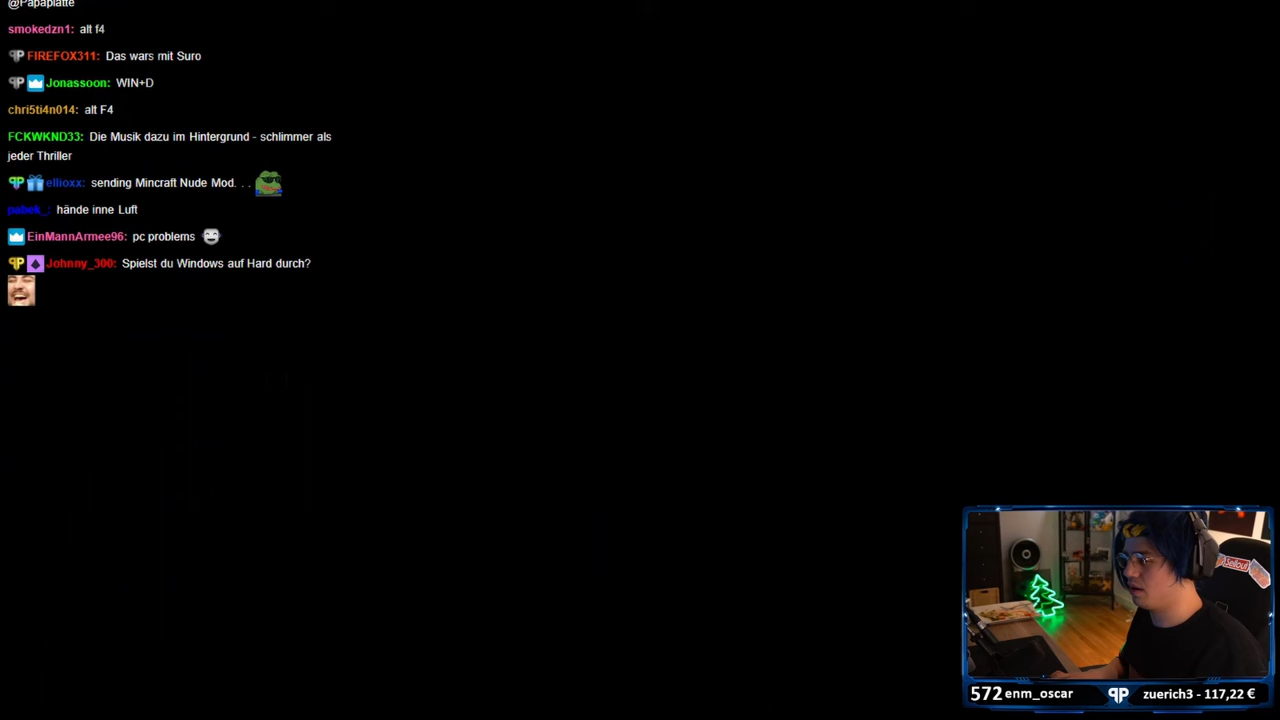 @Papaplatte
smokedzn1: alt f4
FIREFOX311: Das wars mit Suro
Jonassoon: WIN+D
chri5ti4n014: alt F4
FCKWKND33: Die Musik dazu im Hintergrund - schlimmer als
jeder Thriller
ellioxx: sending Mincraft Nude Mod. . .
pabek_: hände inne Luft
EinMannArmee96: pc problems
Johnny_300: Spielst du Windows auf Hard durch?
ASellout
572 enm_oscar
zuerich3 - 117,22 €